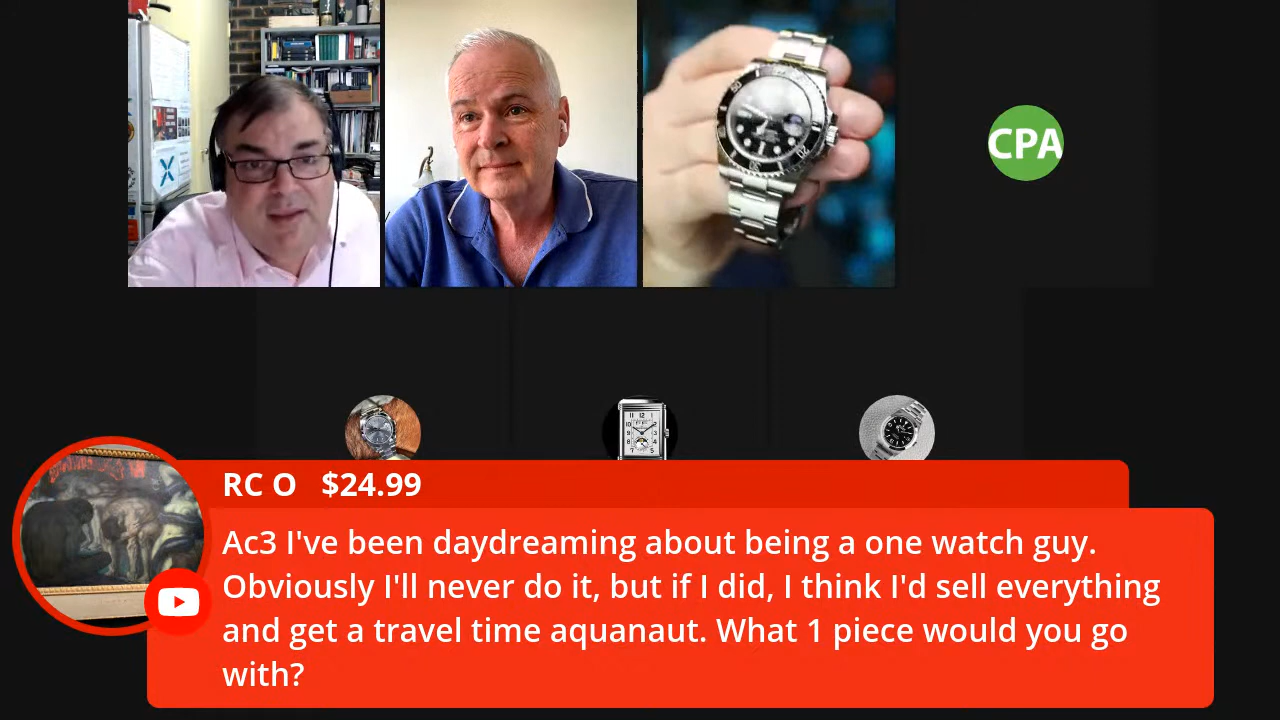 CPA
RC O $24.99
Ac3 I've been daydreaming about being a one watch guy.
Obviously I'll never do it, but if I did, I think I'd sell everything
and get a travel time aquanaut. What 1 piece would you go
with?